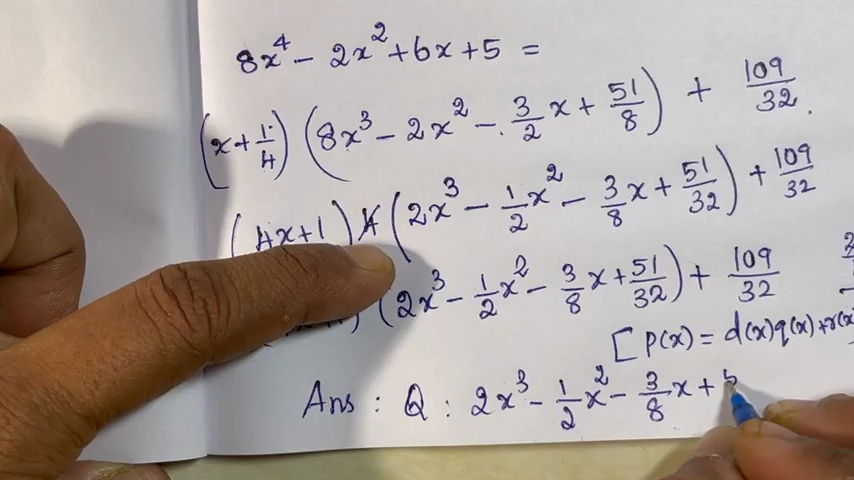 8x⁴ - 2x² + 6x + 5 =
(x + 1/4) (8x³ - 2x² - 3/2 x + 51/8) + 109/32.
(4x+1) 4 (2x³ - 1/2 x² - 3/8 x + 51/32) + 109/32
(2x³ - 1/2 x² - 3/8 x + 51/32) + 109/32
[p(x) = d(x)q(x)+r(x)
Ans : Q : 2x³ - 1/2 x² - 3/8 x + 5